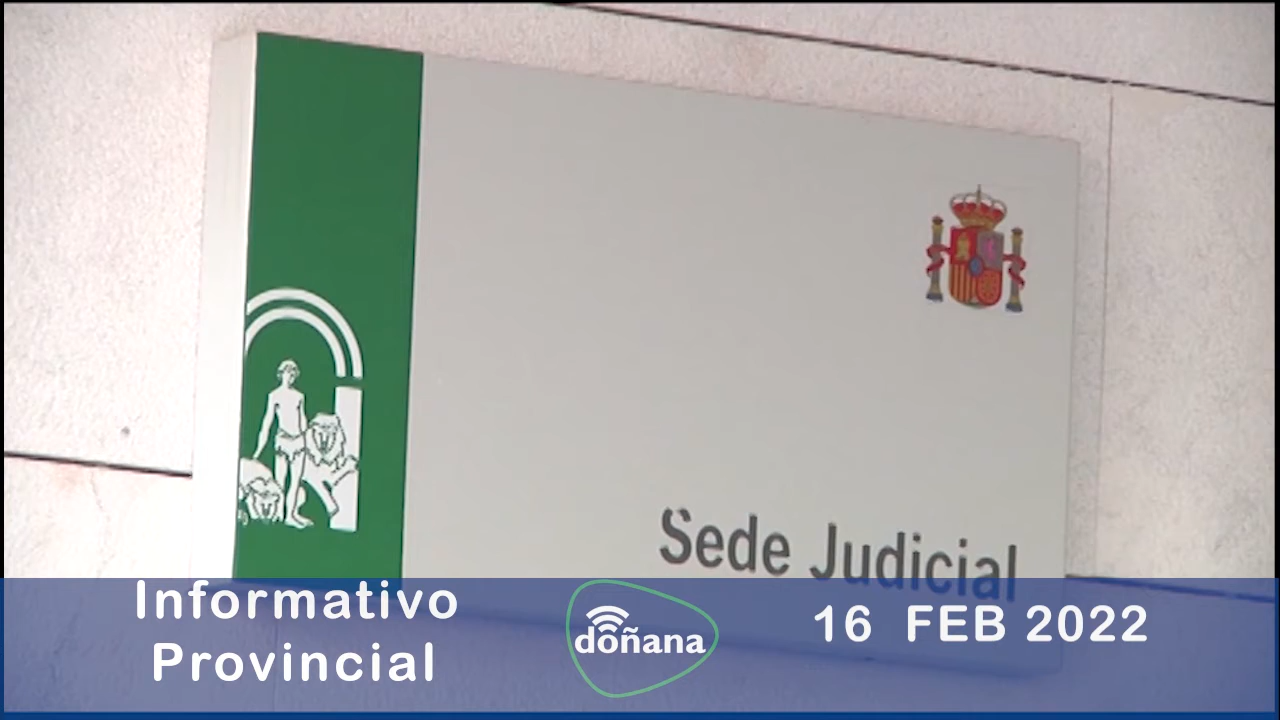 Sede Judicial
Informativo
Provincial
doñana
16 FEB 2022